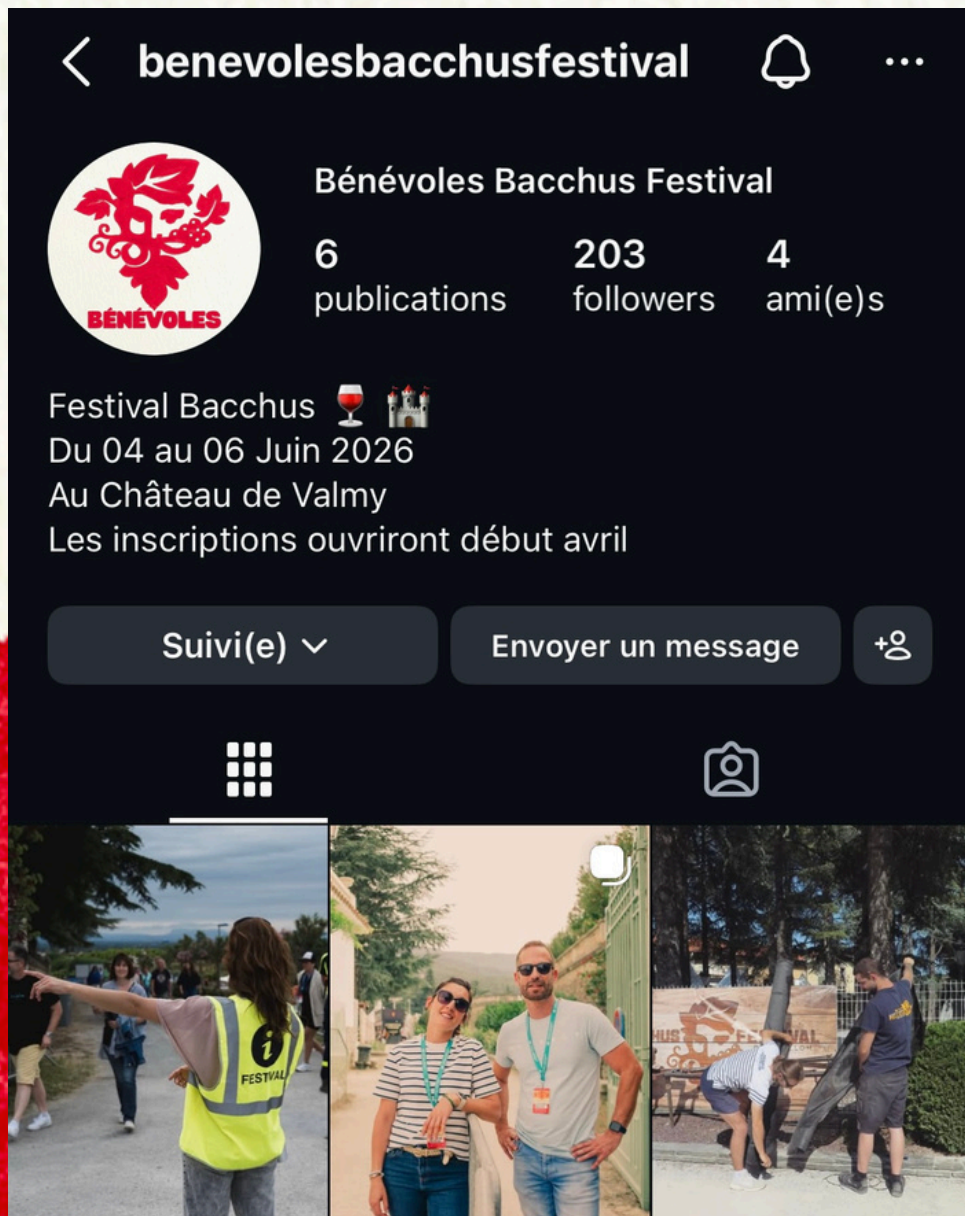 benevolesbacchusfestival
BÉNÉVOLES
Bénévoles Bacchus Festival
6
publications
203
followers
4
ami(e)s
Festival Bacchus 🍷 🏰
Du 04 au 06 Juin 2026
Au Château de Valmy
Les inscriptions ouvriront début avril
Suivi(e)
Envoyer un message
i
FESTIVAL